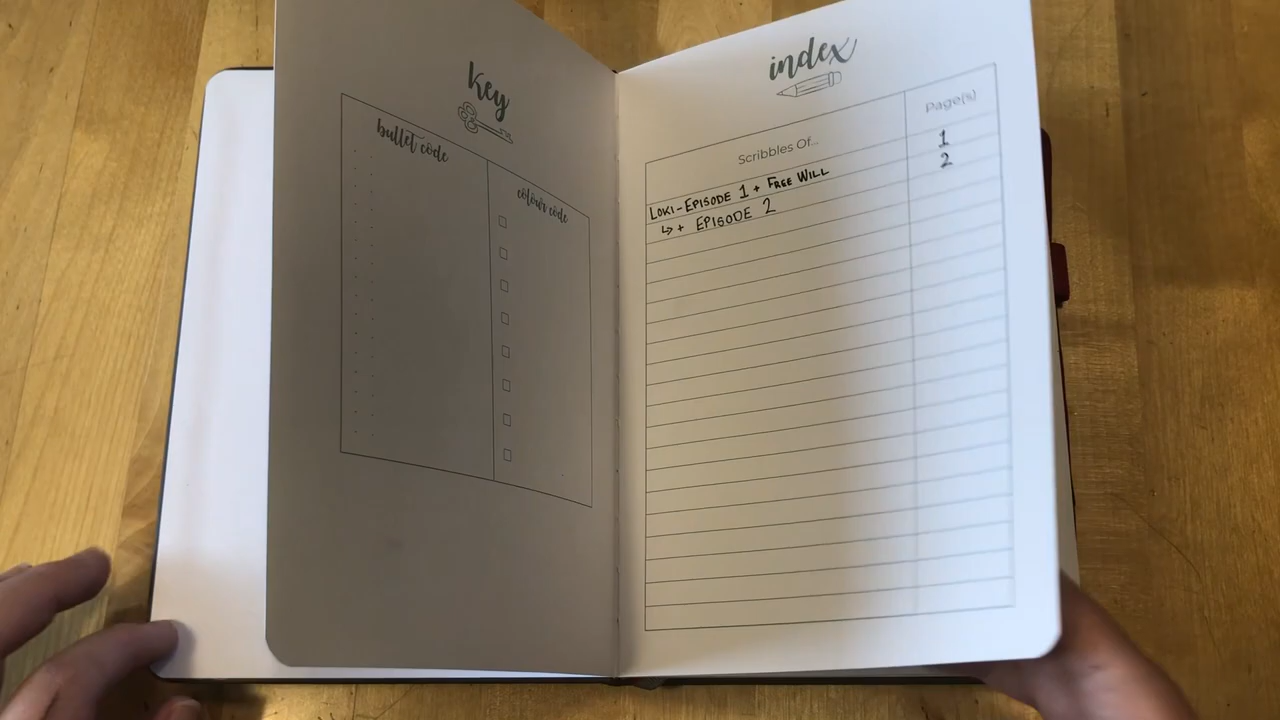 Key
bullet code
colour code
index
Scribbles Of...
Page(s)
LOKI-EPISODE 1 + FREE WILL
1
↳ + EPISODE 2
2